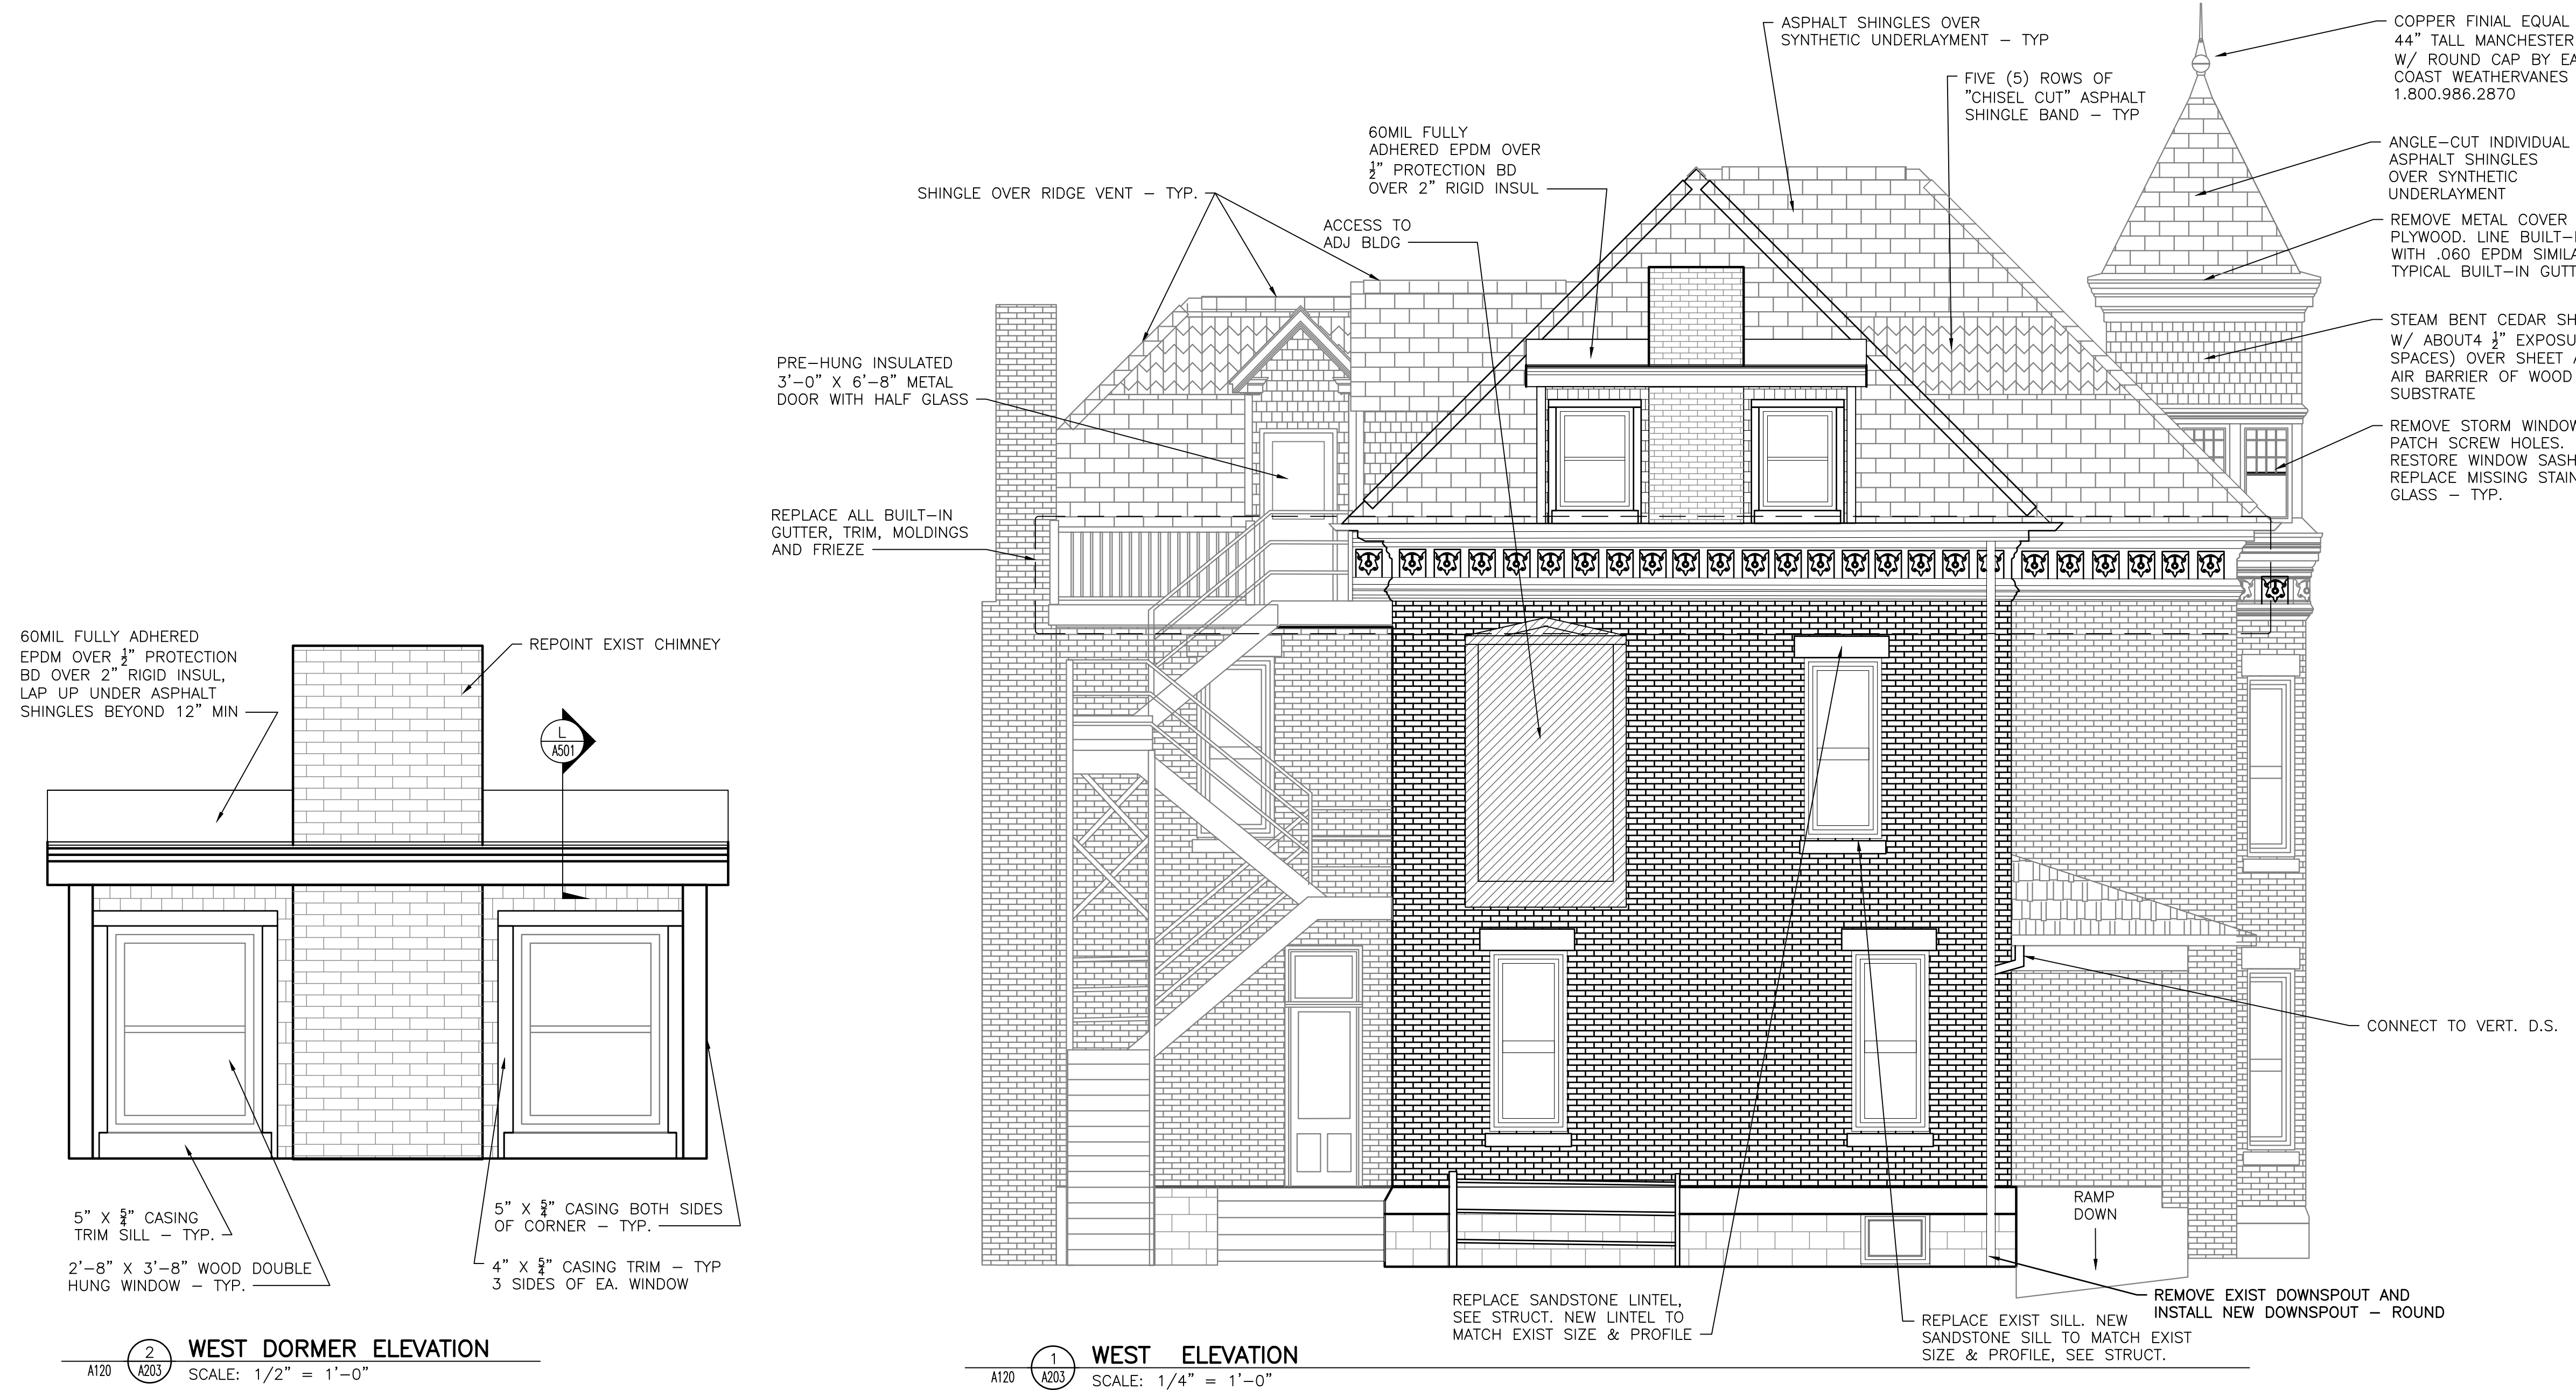 ASPHALT SHINGLES OVER
SYNTHETIC UNDERLAYMENT – TYP
COPPER FINIAL EQUAL
44" TALL MANCHESTER
W/ ROUND CAP BY
COAST WEATHERVANES
1.800.986.2870
FIVE (5) ROWS OF
"CHISEL CUT" ASPHALT
SHINGLE BAND – TYP
60MIL FULLY
ADHERED EPDM OVER
½" PROTECTION BD
OVER 2" RIGID INSUL
ANGLE–CUT INDIVIDUAL
ASPHALT SHINGLES
OVER SYNTHETIC
UNDERLAYMENT
SHINGLE OVER RIDGE VENT – TYP.
ACCESS TO
ADJ BLDG
REMOVE METAL COVER
PLYWOOD. LINE
WITH .060 EPDM
TYPICAL BUILT–IN
STEAM BENT CEDAR
W/ ABOUT4 ½"
SPACES) OVER SHEET
AIR BARRIER OF WOOD
SUBSTRATE
PRE–HUNG INSULATED
3'–0" X 6'–8" METAL
DOOR WITH HALF GLASS
REMOVE STORM
PATCH SCREW HOLES.
RESTORE WINDOW SASH
REPLACE MISSING
GLASS – TYP.
REPLACE ALL BUILT–IN
GUTTER, TRIM, MOLDINGS
AND FRIEZE
60MIL FULLY ADHERED
EPDM OVER ½" PROTECTION
BD OVER 2" RIGID INSUL,
LAP UP UNDER ASPHALT
SHINGLES BEYOND 12" MIN
REPOINT EXIST CHIMNEY
L
A501
CONNECT TO VERT. D.S.
5" X 5/4" CASING
TRIM SILL – TYP.
2'–8" X 3'–8" WOOD DOUBLE
HUNG WINDOW – TYP.
5" X 5/4" CASING BOTH SIDES
OF CORNER – TYP.
4" X 5/4" CASING TRIM – TYP
3 SIDES OF EA. WINDOW
RAMP
DOWN
REPLACE SANDSTONE LINTEL,
SEE STRUCT. NEW LINTEL TO
MATCH EXIST SIZE & PROFILE
REPLACE EXIST SILL. NEW
SANDSTONE SILL TO MATCH EXIST
SIZE & PROFILE, SEE STRUCT.
REMOVE EXIST DOWNSPOUT AND
INSTALL NEW DOWNSPOUT – ROUND
2
A120 A203
WEST DORMER ELEVATION
SCALE: 1/2" = 1'–0"
1
A120 A203
WEST ELEVATION
SCALE: 1/4" = 1'–0"